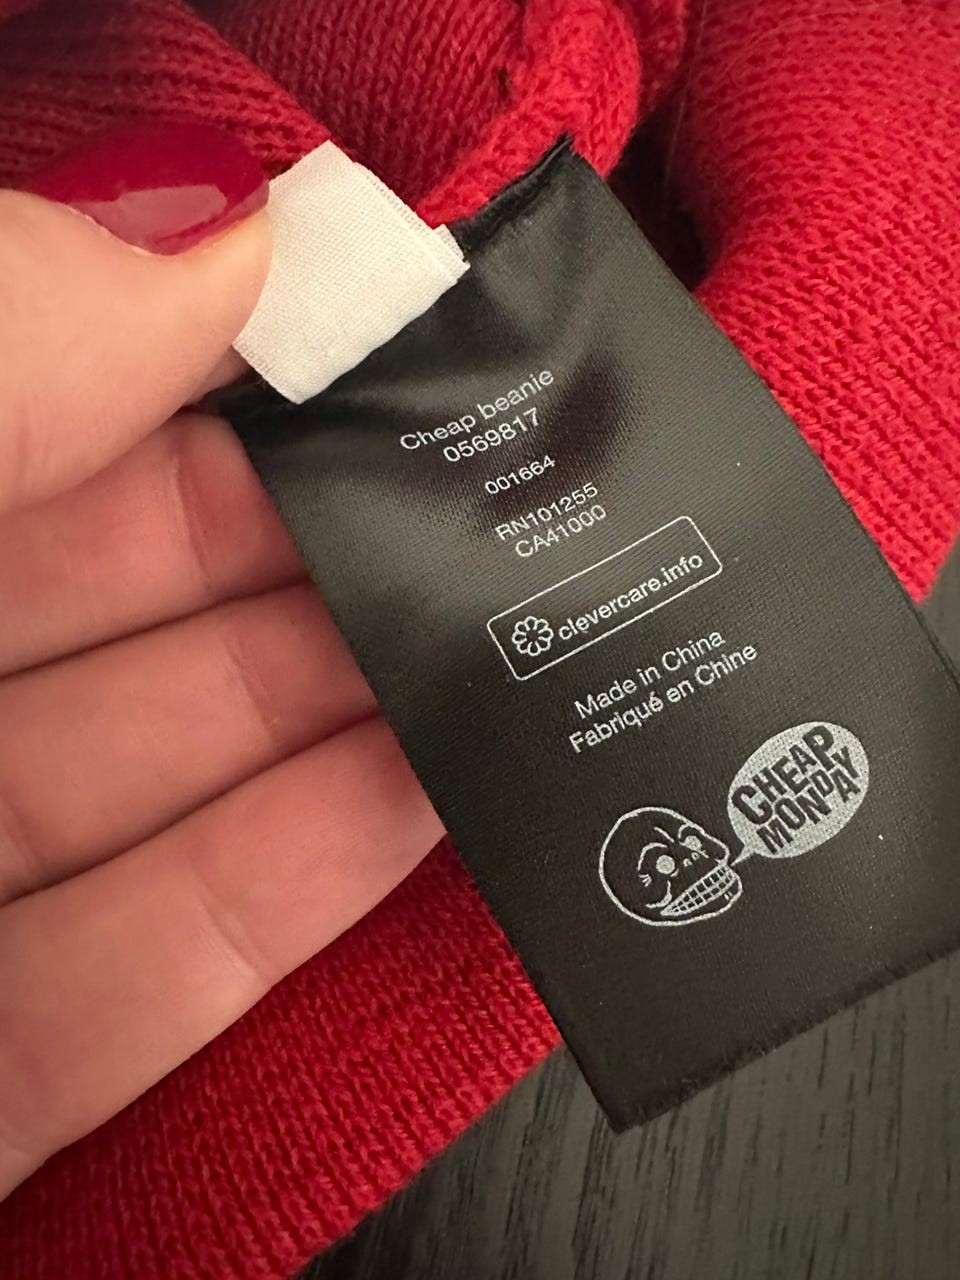 Cheap beanie
0569817
001664
RN101255
CA41000
clevercare.info
Made in China
Fabriqué en Chine
CHEAP
MONDAY